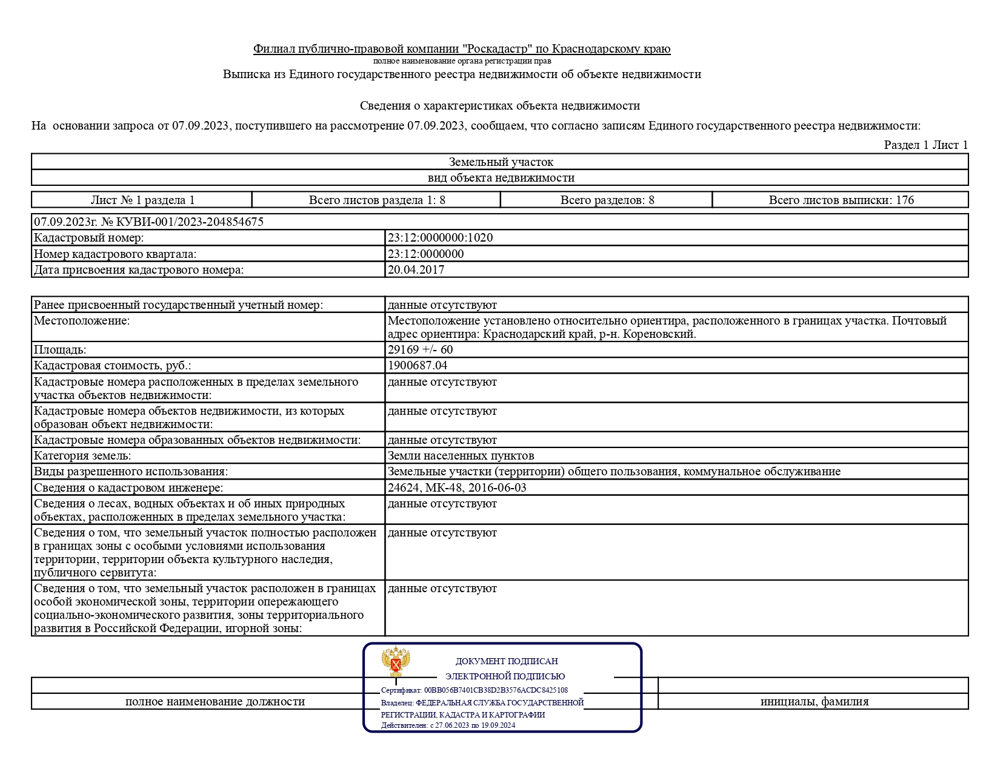 Филиал публично-правовой компании "Роскадастр" по Краснодарскому краю
полное наименование органа регистрации прав
Выписка из Единого государственного реестра недвижимости об объекте недвижимости
Сведения о характеристиках объекта недвижимости
На основании запроса от 07.09.2023, поступившего на рассмотрение 07.09.2023, сообщаем, что согласно записям Единого государственного реестра недвижимости:
Раздел 1 Лист 1
Земельный участок
вид объекта недвижимости
Лист № 1 раздела 1 Всего листов раздела 1: 8 Всего разделов: 8 Всего листов выписки: 176
07.09.2023г. № КУВИ-001/2023-204854675
Кадастровый номер: 23:12:0000000:1020
Номер кадастрового квартала: 23:12:0000000
Дата присвоения кадастрового номера: 20.04.2017
Ранее присвоенный государственный учетный номер: данные отсутствуют
Местоположение: Местоположение установлено относительно ориентира, расположенного в границах участка. Почтовый
адрес ориентира: Краснодарский край, р-н. Кореновский.
Площадь: 29169 +/- 60
Кадастровая стоимость, руб.: 1900687.04
Кадастровые номера расположенных в пределах земельного данные отсутствуют
участка объектов недвижимости:
Кадастровые номера объектов недвижимости, из которых данные отсутствуют
образован объект недвижимости:
Кадастровые номера образованных объектов недвижимости: данные отсутствуют
Категория земель: Земли населенных пунктов
Виды разрешенного использования: Земельные участки (территории) общего пользования, коммунальное обслуживание
Сведения о кадастровом инженере: 24624, МК-48, 2016-06-03
Сведения о лесах, водных объектах и об иных природных данные отсутствуют
объектах, расположенных в пределах земельного участка:
Сведения о том, что земельный участок полностью расположен данные отсутствуют
в границах зоны с особыми условиями использования
территории, территории объекта культурного наследия,
публичного сервитута:
Сведения о том, что земельный участок расположен в границах данные отсутствуют
особой экономической зоны, территории опережающего
социально-экономического развития, зоны территориального
развития в Российской Федерации, игорной зоны:
ДОКУМЕНТ ПОДПИСАН
ЭЛЕКТРОННОЙ ПОДПИСЬЮ
Сертификат: 00BB056B7401CB38D2B3576ACDC8425108
полное наименование должности Владелец: ФЕДЕРАЛЬНАЯ СЛУЖБА ГОСУДАРСТВЕННОЙ инициалы, фамилия
РЕГИСТРАЦИИ, КАДАСТРА И КАРТОГРАФИИ
Действителен: с 27.06.2023 по 19.09.2024